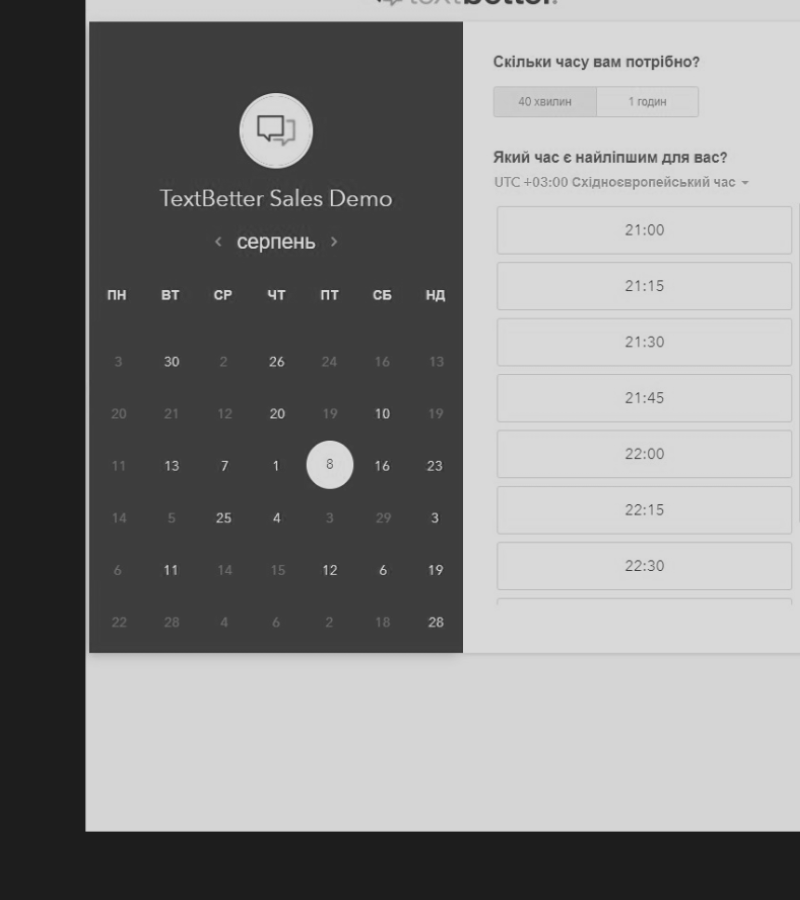 textbetter.
TextBetter Sales Demo
серпень
ПН ВТ СР ЧТ ПТ СБ НД
3 30 2 26 24 16 13
20 21 12 20 19 10 19
11 13 7 1 8 16 23
14 5 25 4 3 29 3
6 11 14 15 12 6 19
22 28 4 6 2 18 28
Скільки часу вам потрібно?
40 хвилин 1 годин
Який час є найліпшим для вас?
UTC +03:00 Східноєвропейський час
21:00
21:15
21:30
21:45
22:00
22:15
22:30